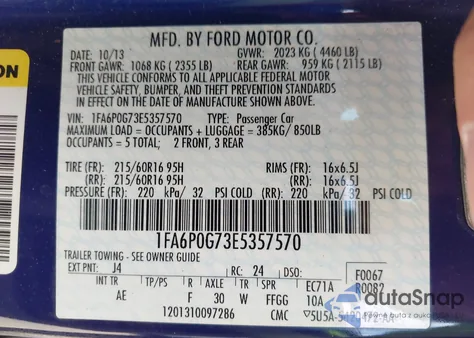 MFD. BY FORD MOTOR CO.
DATE: 10/13 GVWR: 2023 KG ( 4460 LB)
FRONT GAWR: 1068 KG ( 2355 LB) REAR GAWR: 959 KG ( 2115 LB)
THIS VEHICLE CONFORMS TO ALL APPLICABLE FEDERAL MOTOR
VEHICLE SAFETY, BUMPER, AND THEFT PREVENTION STANDARDS
IN EFFECT ON THE DATE OF MANUFACTURE SHOWN ABOVE.
ON
VIN: 1FA6P0G73E5357570 TYPE: Passenger Car
MAXIMUM LOAD = OCCUPANTS + LUGGAGE = 385KG/ 850LB
OCCUPANTS = 5 TOTAL; 2 FRONT, 3 REAR
TIRE (FR): 215/60R16 95H RIMS (FR): 16x6.5J
TIRE (RR): 215/60R16 95H RIMS (RR): 16x6.5J
PRESSURE (FR): 220 kPa/ 32 PSI COLD (RR): 220 kPa/ 32 PSI COLD
1FA6P0G73E5357570
TRAILER TOWING - SEE OWNER GUIDE
EXT PNT: J4 RC: 24 DSO: F0067
INT TR TP/PS R AXLE TR SPR EC71A R0082
AE F 30 W FFGG 10A
1201310097286 CMC
autoSnap